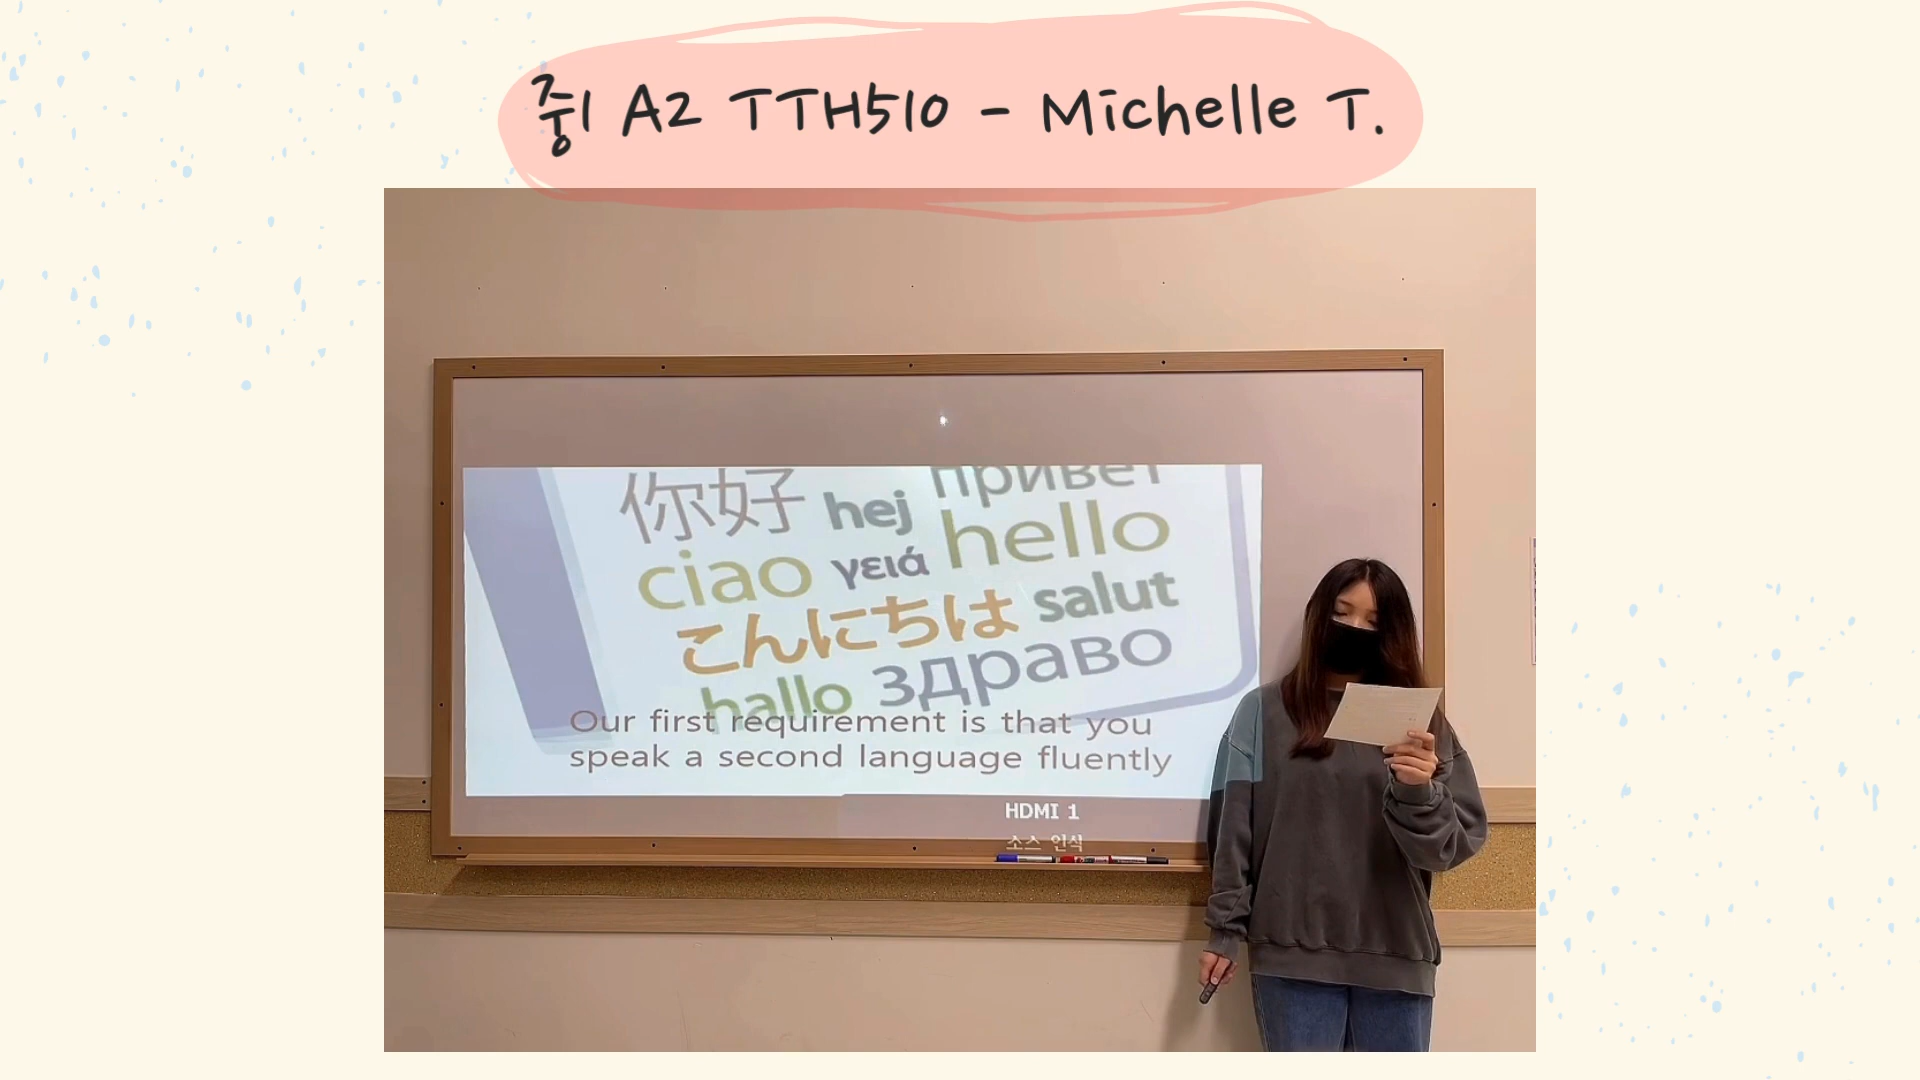 중1 A2 TTH510 - Michelle T.
你好 hej привет
ciao γειά hello
こんにちは salut
hallo здраво
Our first requirement is that you
speak a second language fluently
HDMI 1
소스 인식